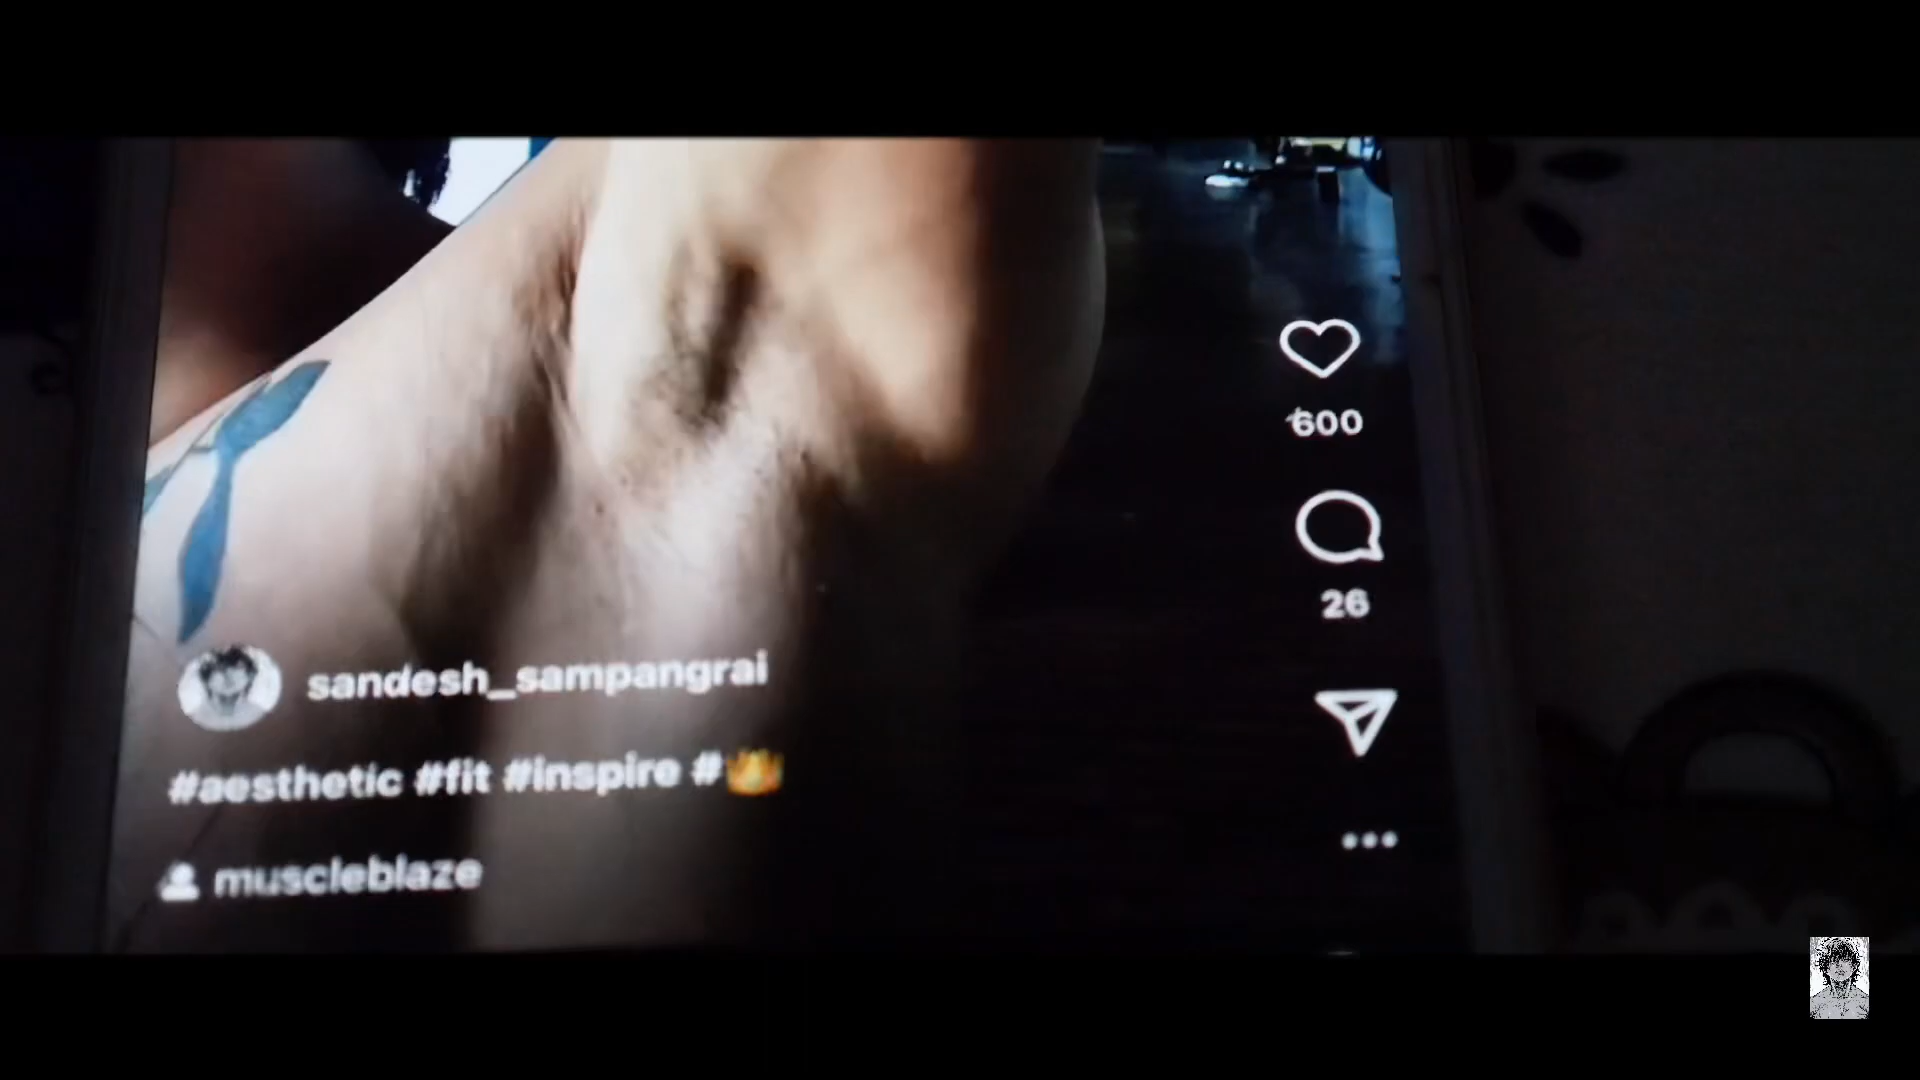 600
26
sandesh_sampangrai
#aesthetic #fit #inspire #👑
muscleblaze